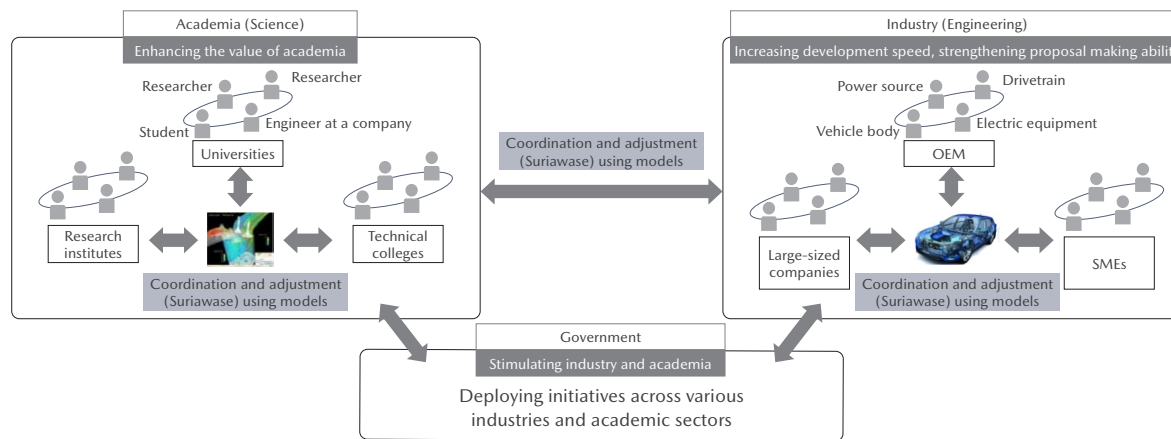 Academia (Science)
Enhancing the value of academia
Researcher
Researcher
Student
Engineer at a company
Universities
Research
institutes
Technical
colleges
Coordination and adjustment
(Suriawase) using models
Coordination and adjustment
(Suriawase) using models
Industry (Engineering)
Increasing development speed, strengthening proposal making abilit
Power source
Drivetrain
Vehicle body
Electric equipment
OEM
Large-sized
companies
SMEs
Coordination and adjustment
(Suriawase) using models
Government
Stimulating industry and academia
Deploying initiatives across various
industries and academic sectors